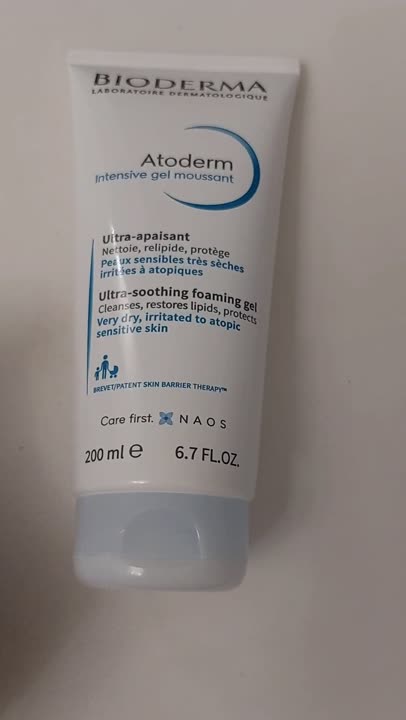 BIODERMA
LABORATOIRE DERMATOLOGIQUE
Atoderm
Intensive gel moussant
Ultra-apaisant
Nettoie, relipide, protège
Peaux sensibles très sèches
irritées à atopiques
Ultra-soothing foaming gel
Cleanses, restores lipids, protects
Very dry, irritated to atopic
sensitive skin
BREVET/PATENT SKIN BARRIER THERAPY™
Care first. NAOS
200 ml e 6.7 FL.OZ.